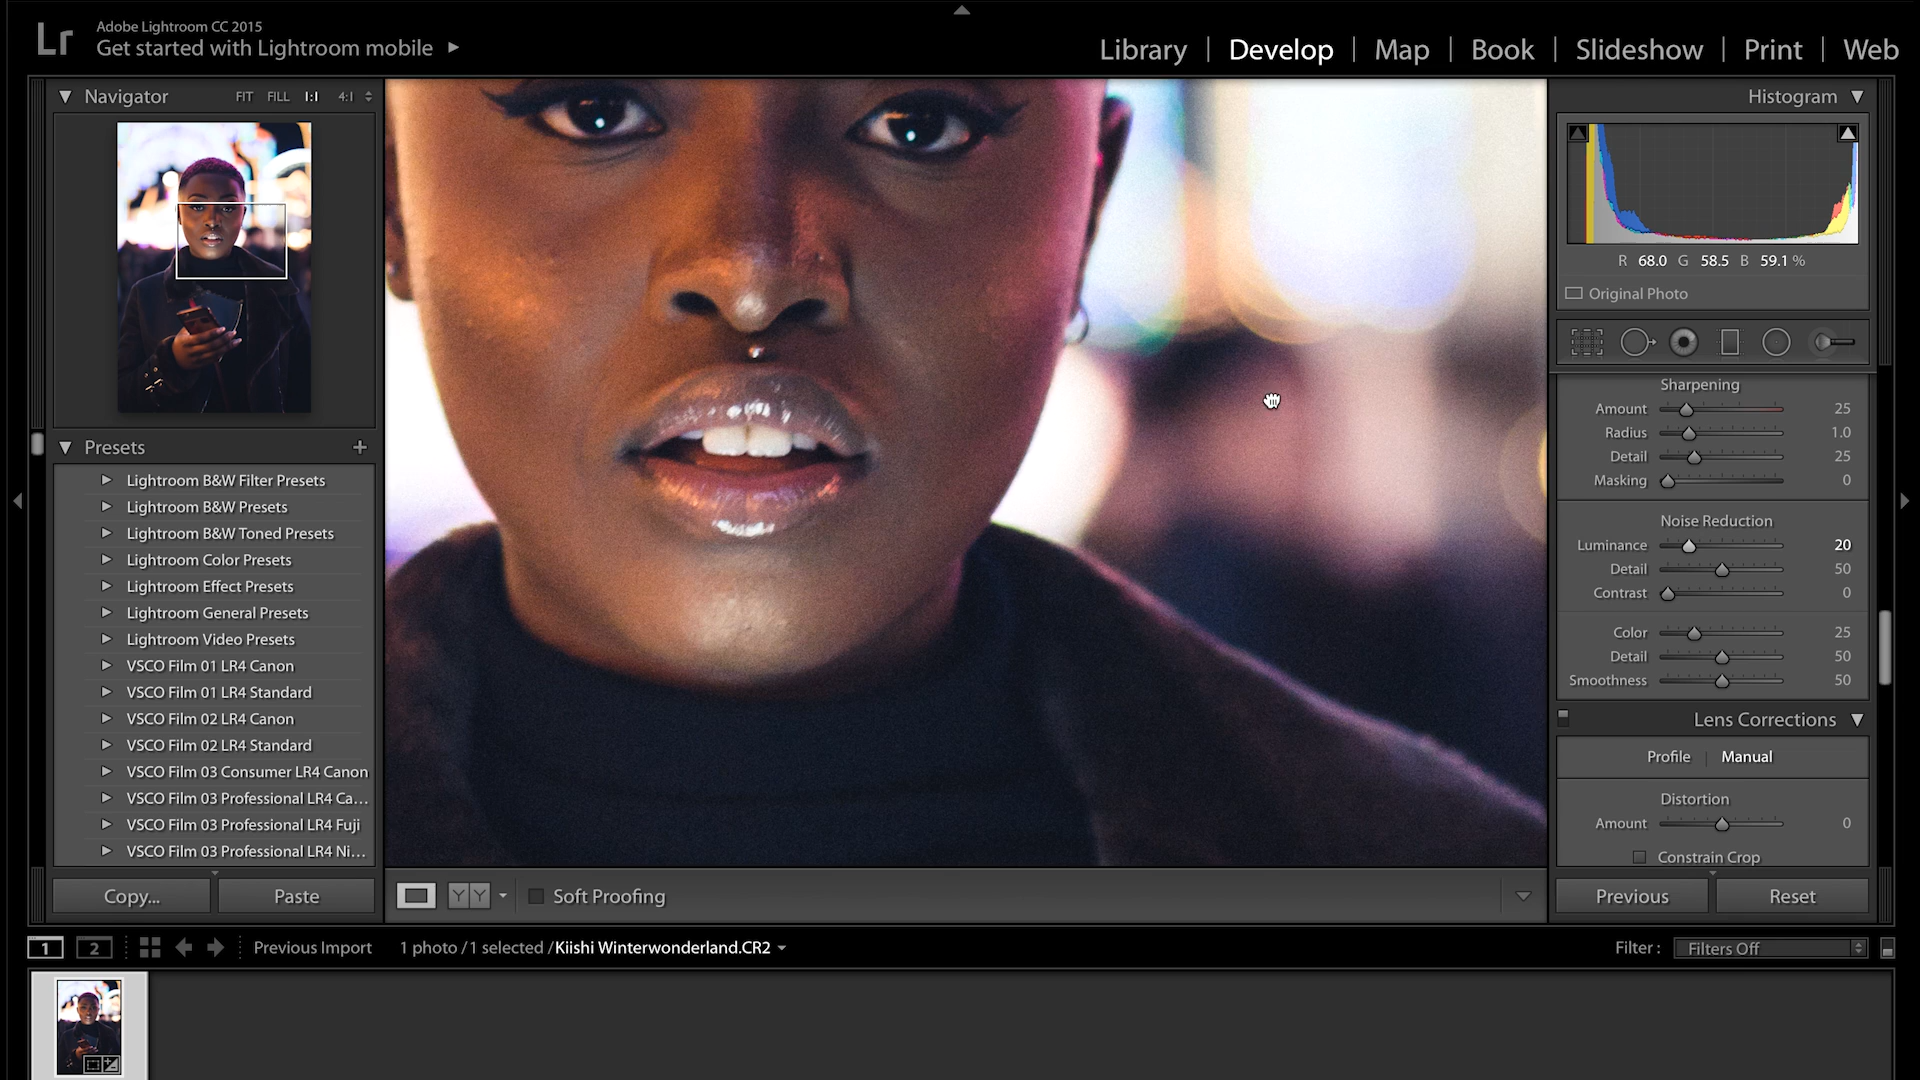 Lr
Adobe Lightroom CC 2015
Get started with Lightroom mobile
Library | Develop | Map | Book | Slideshow | Print | Web
Navigator FIT FILL 1:1 4:1
Histogram
R 68.0 G 58.5 B 59.1 %
Original Photo
Presets +
Lightroom B&W Filter Presets
Lightroom B&W Presets
Lightroom B&W Toned Presets
Lightroom Color Presets
Lightroom Effect Presets
Lightroom General Presets
Lightroom Video Presets
VSCO Film 01 LR4 Canon
VSCO Film 01 LR4 Standard
VSCO Film 02 LR4 Canon
VSCO Film 02 LR4 Standard
VSCO Film 03 Consumer LR4 Canon
VSCO Film 03 Professional LR4 Ca...
VSCO Film 03 Professional LR4 Fuji
VSCO Film 03 Professional LR4 Ni...
Copy... Paste
Sharpening
Amount 25
Radius 1.0
Detail 25
Masking 0
Noise Reduction
Luminance 20
Detail 50
Contrast 0
Color 25
Detail 50
Smoothness 50
Lens Corrections
Profile | Manual
Distortion
Amount 0
Constrain Crop
Previous Reset
YY Soft Proofing
1 2 Previous Import 1 photo / 1 selected / Kiishi Winterwonderland.CR2
Filter : Filters Off